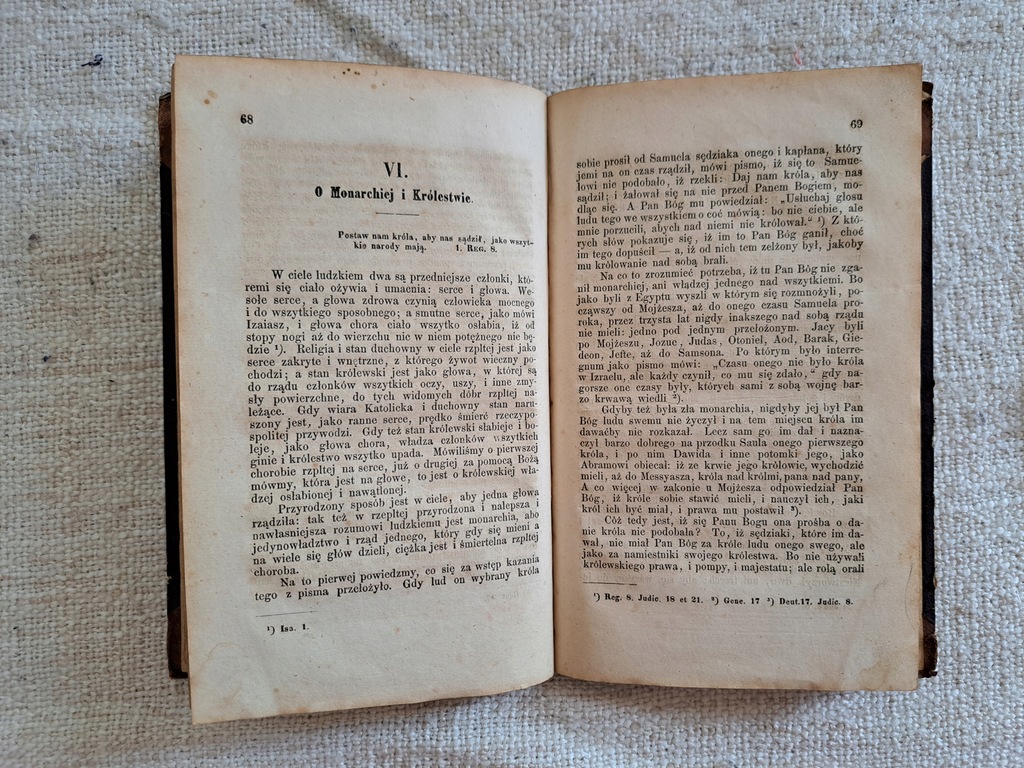 68
VI.
O Monarchiej i Królestwie.
Postaw nam króla, aby nas sądził, jako wszyt-
kie narody mają. 1. REG. 8.
W ciele ludzkiem dwa są przedniejsze członki, któ-
remi się ciało ożywia i umacnia: serce i głowa. We-
sołe serce, a głowa zdrowa czynią człowieka mocnego
i do wszytkiego sposobnego; a smutne serce, jako mówi
Izaiasz, i głowa chora ciało wszytko osłabia, iż od
stopy nogi aż do wierzchu nic w niem potężnego nie bę-
dzie ¹). Religia i stan duchowny w ciele rzpltej jest jako
serce zakryte i wnętrzne, z którego żywot wieczny po-
chodzi; a stan królewski jest jako głowa, w której są
do rządu członków wszytkich oczy, uszy, i inne zmy-
sły powierzchne, do tych widomych dóbr rzpltej nale-
żące. Gdy wiara Katolicka i duchowny stan naru-
szony jest, jako ranne serce, prędko śmierć rzeczypo-
spolitej przywodzi. Gdy też stan królewski słabieje i bo-
leje, jako głowa chora, władza członków wszytkich
ginie i królestwo wszytko upada. Mówiliśmy o pierwszej
chorobie rzpltej na serce, już o drugiej za pomocą Bożą
mówmy, która jest na głowę, to jest o królewskiej wła-
dzej osłabionej i nawątlonej.
Przyrodzony sposób jest w ciele, aby jedna głowa
rządziła: tak też w rzepltej przyrodzona i nalepsza i
nawłaśniejsza rozumowi ludzkiemu jest monarchia, abo
jedynowładztwo i rząd jednego, który gdy się mieni a
na wiele się głów dzieli, ciężka jest i śmiertelna rzpltej
choroba.
Na to pierwej powiedzmy, co się za wstęp kazania
tego z pisma przełożyło. Gdy lud on wybrany króla
¹) Isa. 1.
69
sobie prosił od Samuela sędziaka onego i kapłana, który
jemi na on czas rządził, mówi pismo, iż się to Samue-
lowi nie podobało, iż rzekli: Daj nam króla, aby nas
sądził; i żałował się na nie przed Panem Bogiem, mo-
dląc się. A Pan Bóg mu powiedział: „Usłuchaj głosu
ludu tego we wszystkiem o coć mówią: bo nie ciebie, ale
mnie porzucili, abych nad niemi nie królował.“ ¹) Z któ-
rych słów pokazuje się, iż im to Pan Bóg ganił, choć
im tego dopuścił — a, iż od nich tem zelżony był, jakoby
mu królowanie nad sobą brali.
Na co to zrozumieć potrzeba, iż tu Pan Bóg nie zga-
nił monarchiej, ani władzej jednego nad wszytkiemi. Bo
jako byli z Egyptu wyszli w którym się rozmnożyli, po-
cząwszy od Mojżesza, aż do onego czasu Samuela pro-
roka, przez trzysta lat nigdy inakszego nad sobą rządu
nie mieli: jedno pod jednym przełożonym. Jacy byli
po Mojżeszu, Jozue, Judas, Otoniel, Aod, Barak, Gie-
deon, Jefte, aż do Samsona. Po którym było interre-
gnum jako pismo mówi: „Czasu onego nie było króla
w Izraelu, ale każdy czynił, co mu się zdało,“ gdy na-
gorsze one czasy były, których sami z sobą wojnę bar-
zo krwawą wiedli ²).
Gdyby też była zła monarchia, nigdyby jej był Pan
Bóg ludu swemu nie życzył i na tem miejscu króla im
dawaćby nie rozkazał. Lecz sam go im dał i nazna-
czył barzo dobrego na przodku Saula onego pierwszego
króla, i po nim Dawida i inne potomki jego, jako
Abramowi obiecał: iż ze krwie jego królowie, wychodzić
mieli, aż do Messyasza, króla nad królmi, pana nad pany,
A co więcej w zakonie u Mojżesza odpowiedział Pan
Bóg, iż króle sobie stawić mieli, i nauczył ich, jaki
król ich być miał, i prawa mu postawił ³).
Cóż tedy jest, iż się Panu Bogu ona prośba o da-
nie króla nie podobała? To, iż sędziaki, które im da-
wał, nie miał Pan Bóg za króle ludu onego swego, ale
jako za namiestniki swojego królestwa. Bo nie używali
królewskiego prawa, i pompy, i majestatu; ale rolą orali
¹) Reg. 8. Judic. 18 et 21. ²) Gene. 17 ³) Deut.17. Judic. 8.